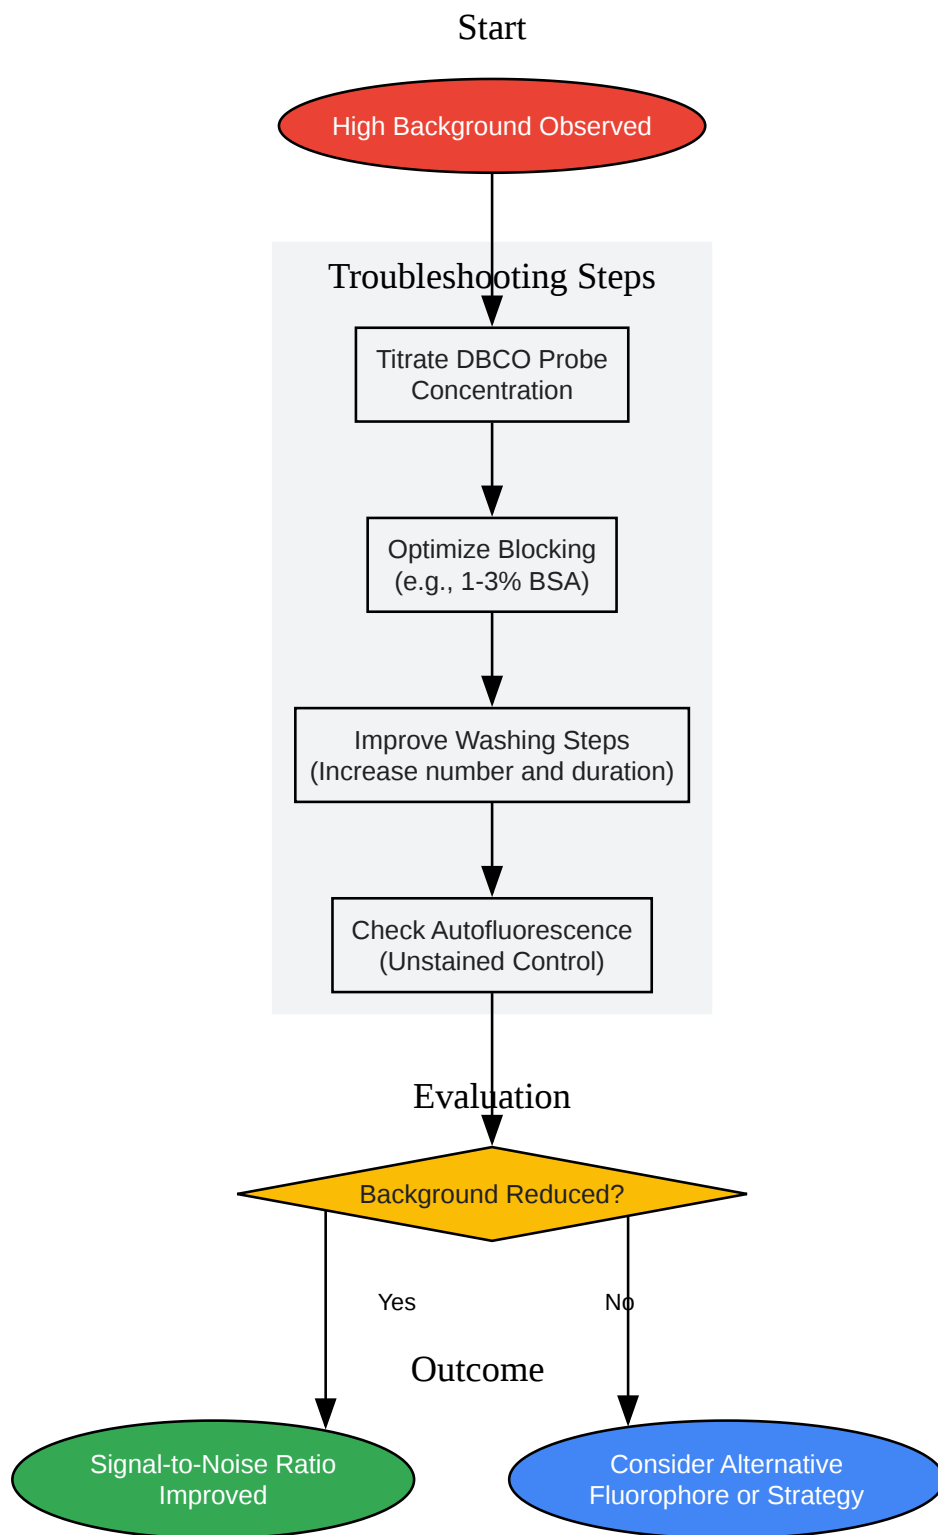 Start
High Background Observed
Troubleshooting Steps
Titrate DBCO Probe
Concentration
Optimize Blocking
(e.g., 1-3% BSA)
Improve Washing Steps
(Increase number and duration)
Check Autofluorescence
(Unstained Control)
Evaluation
Background Reduced?
Yes
No
Outcome
Signal-to-Noise Ratio
Improved
Consider Alternative
Fluorophore or Strategy